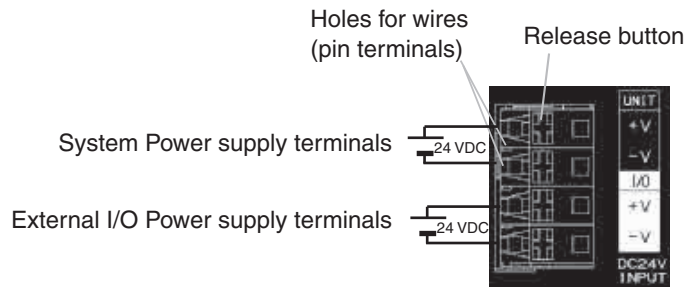 Holes for wires
(pin terminals)
Release button
System Power supply terminals
24 VDC
External I/O Power supply terminals
24 VDC
UNIT
+V
−V
I/O
+V
−V
DC24V
INPUT